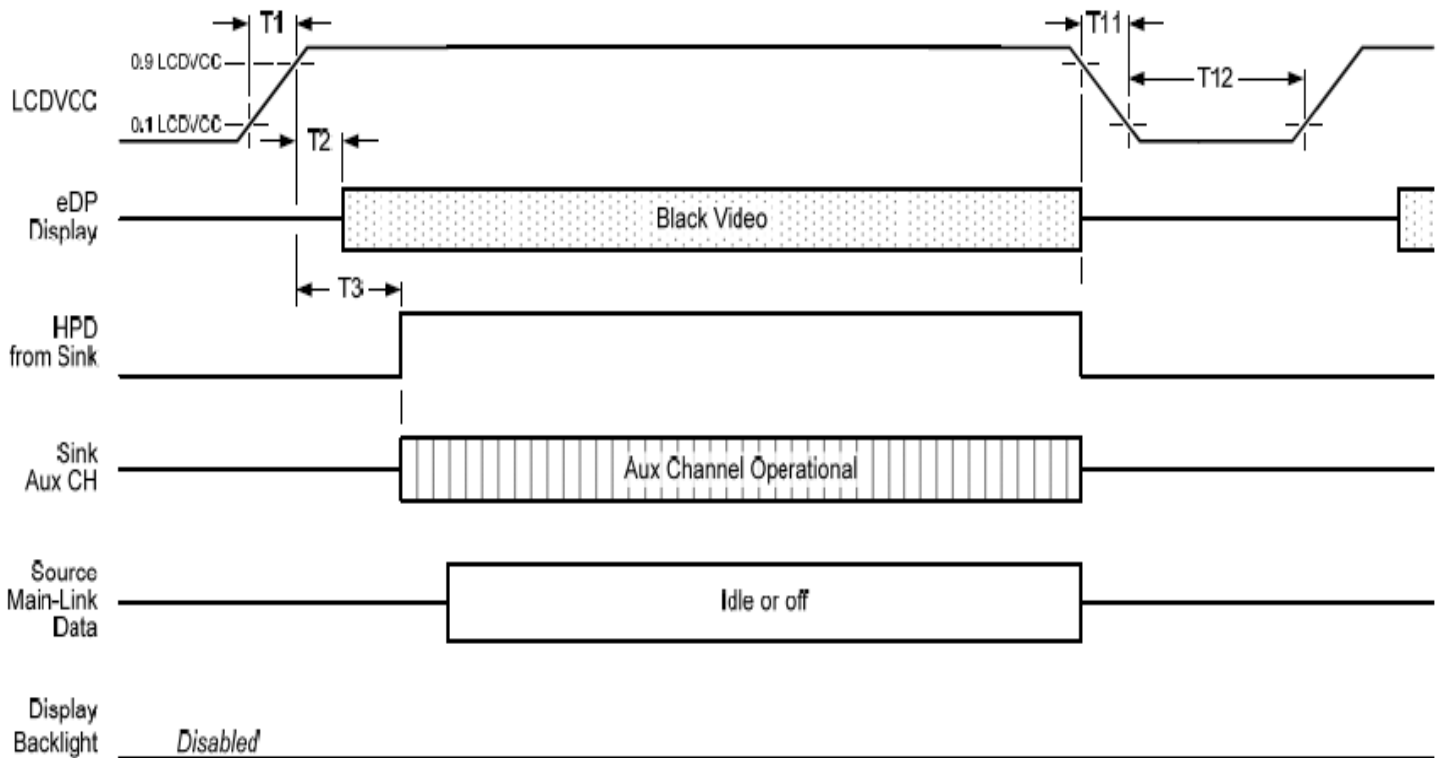 T1
T11
0.9 LCDVCC
T12
LCDVCC
0.1 LCDVCC
T2
eDP
Display
Black Video
T3
HPD
from Sink
Sink
Aux CH
Aux Channel Operational
Source
Main-Link
Data
Idle or off
Display
Backlight
Disabled